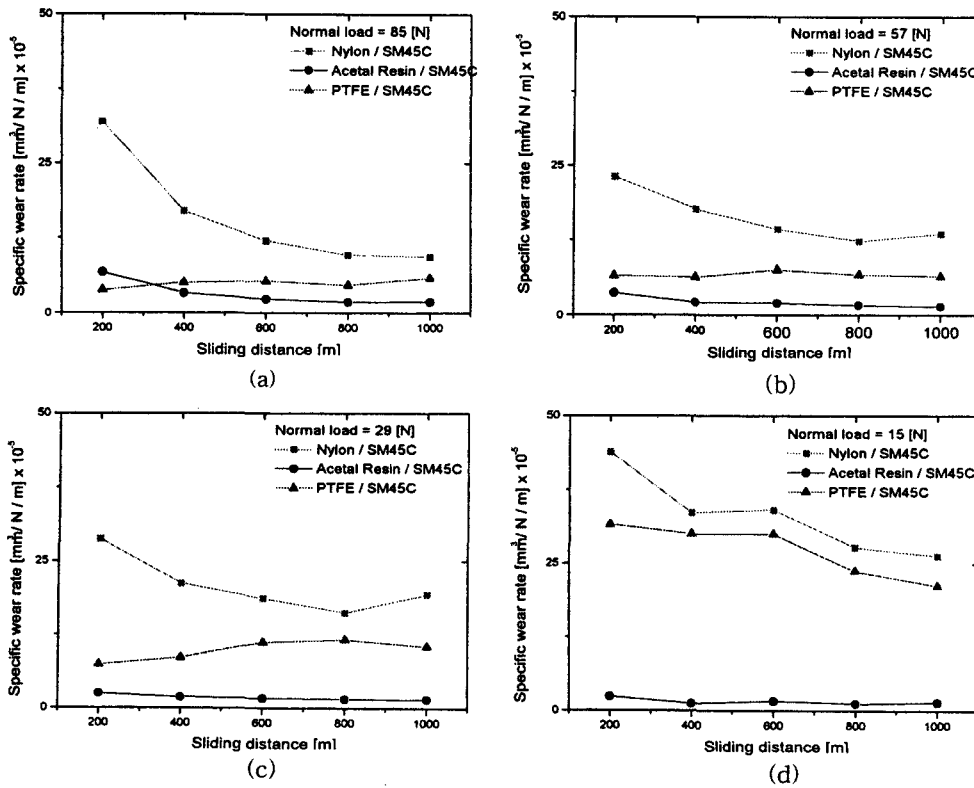 Normal load = 85 [N]
Nylon / SM45C
Acetal Resin / SM45C
PTFE / SM45C
Specific wear rate [mm³/ N / m] x 10⁻⁵
50
25
0
200 400 600 800 1000
Sliding distance [m]
(a)
Normal load = 57 [N]
Nylon / SM45C
Acetal Resin / SM45C
PTFE / SM45C
Specific wear rate [mm³/ N / m] x 10⁻⁵
50
25
0
200 400 600 800 1000
Sliding distance [m]
(b)
Normal load = 29 [N]
Nylon / SM45C
Acetal Resin / SM45C
PTFE / SM45C
Specific wear rate [mm³/ N / m] x 10⁻⁵
50
25
0
200 400 600 800 1000
Sliding distance [m]
(c)
Normal load = 15 [N]
Nylon / SM45C
Acetal Resin / SM45C
PTFE / SM45C
Specific wear rate [mm³/ N / m] x 10⁻⁵
50
25
0
200 400 600 800 1000
Sliding distance [m]
(d)